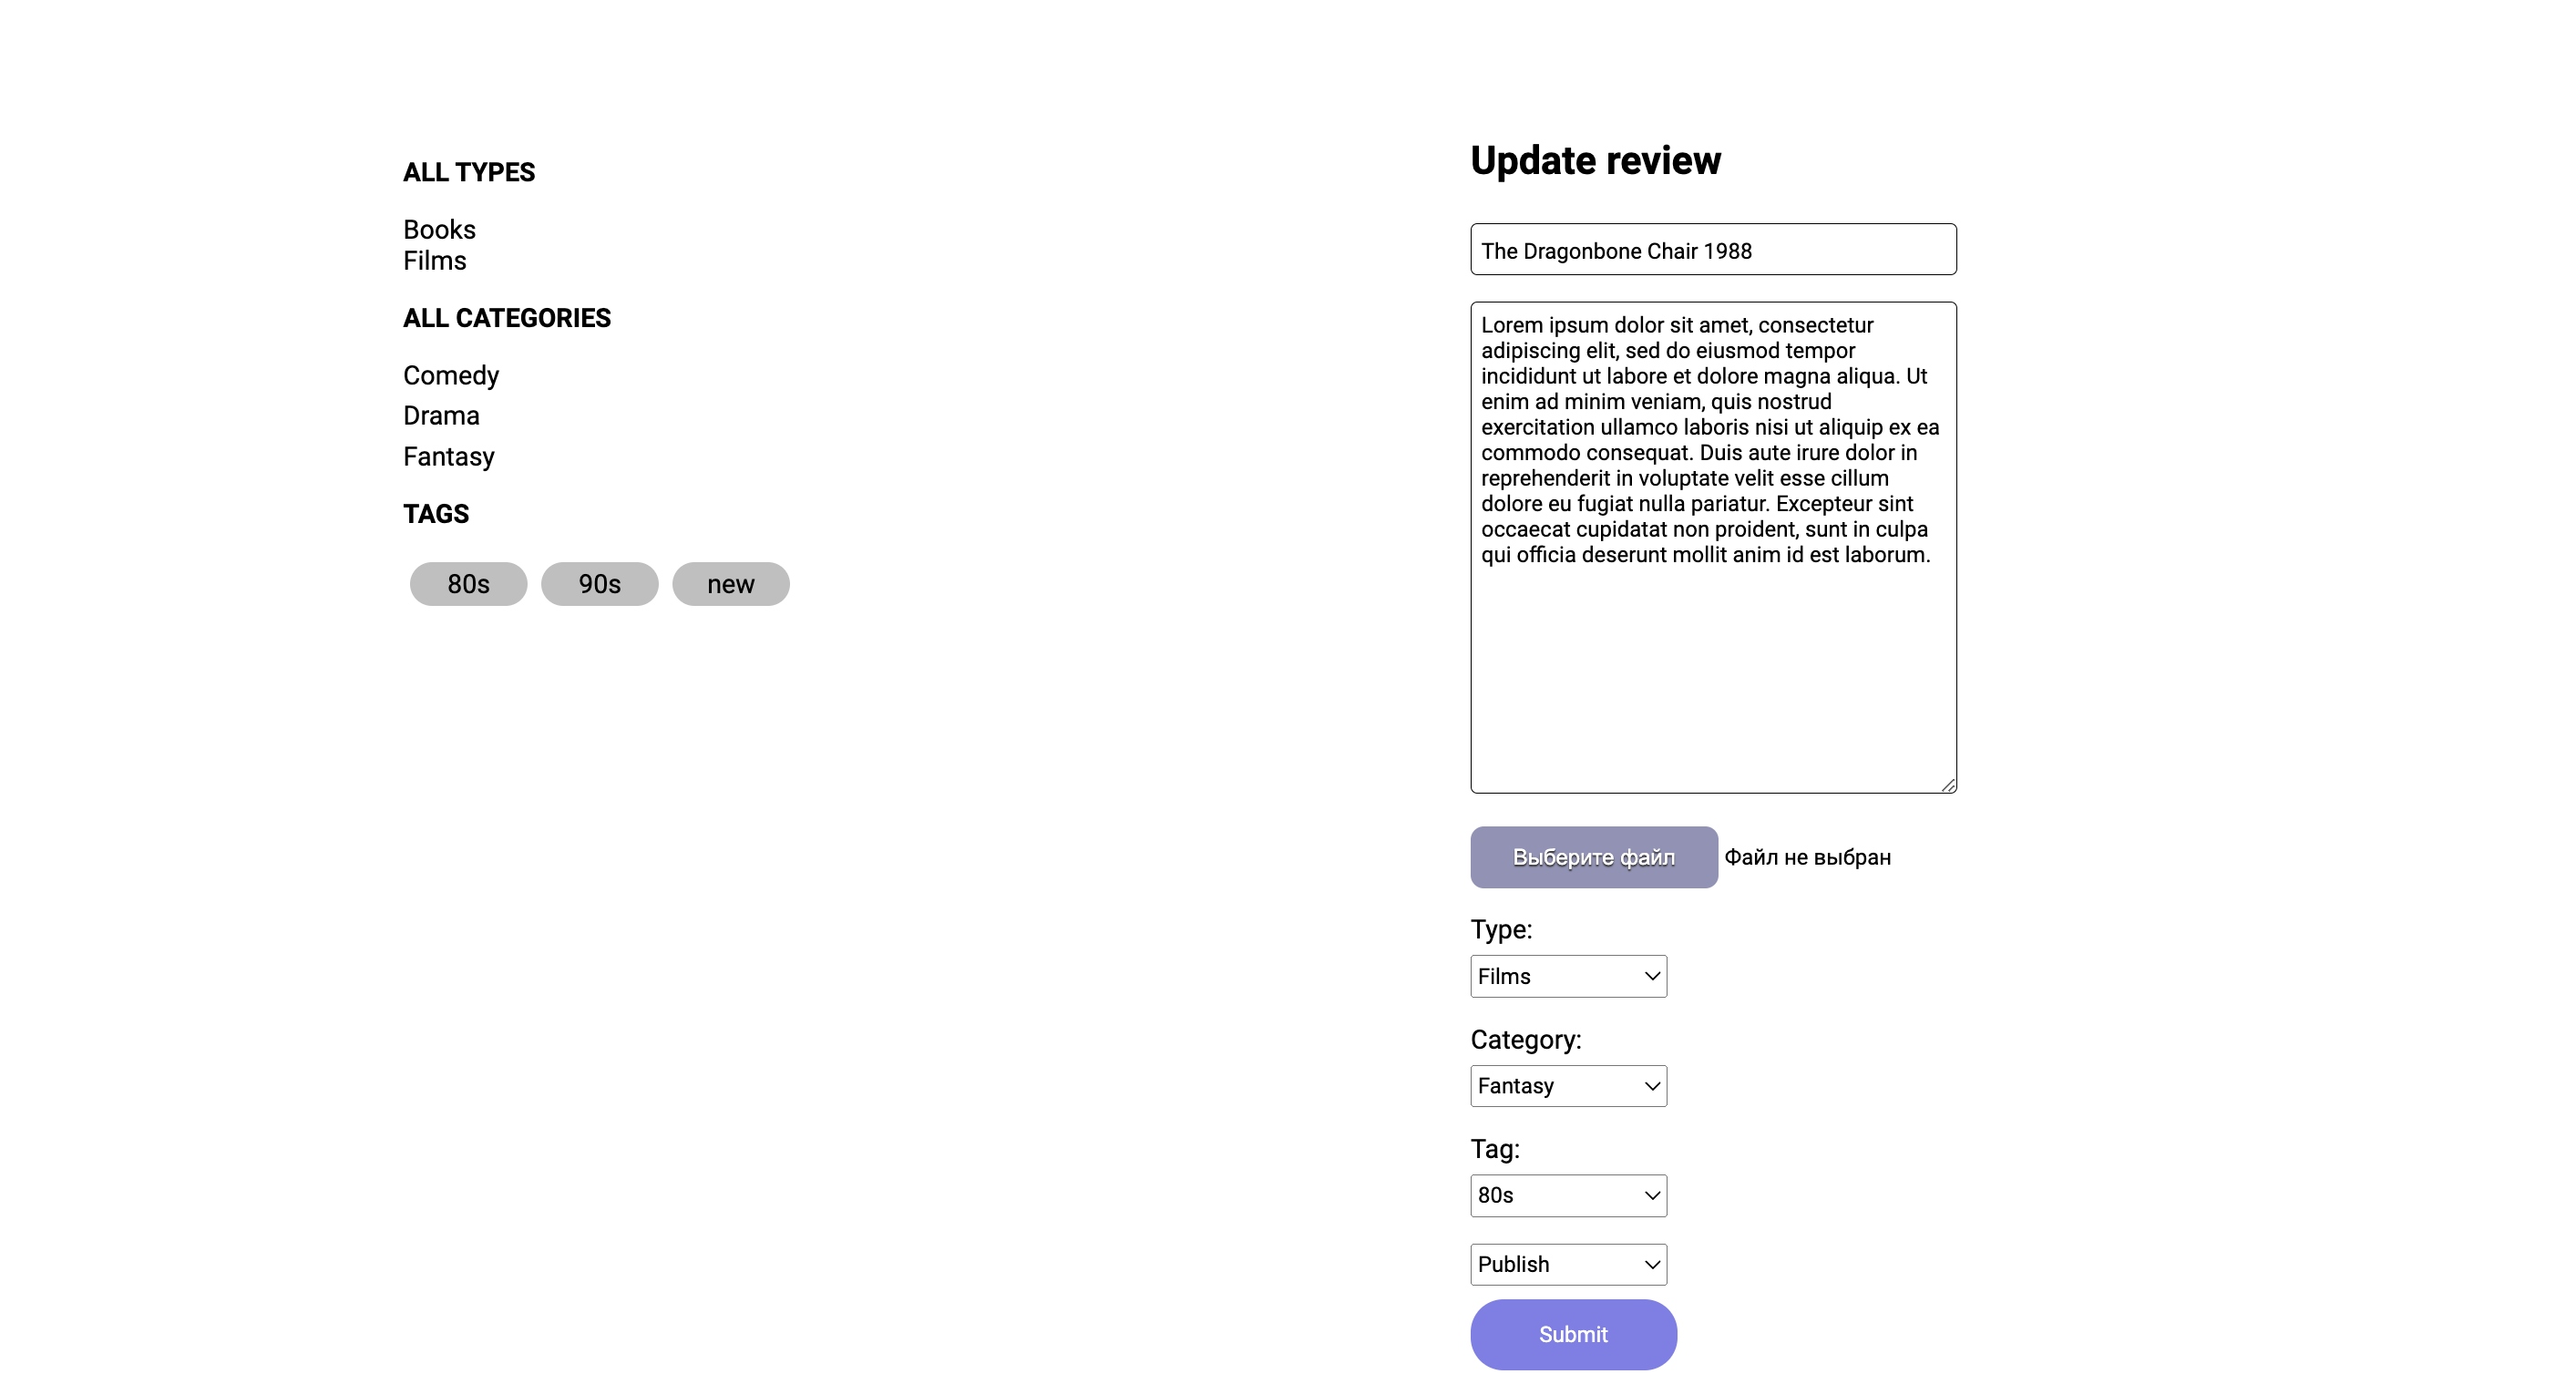 ALL TYPES
Books
Films
ALL CATEGORIES
Comedy
Drama
Fantasy
TAGS
80s 90s new
Update review
The Dragonbone Chair 1988
Lorem ipsum dolor sit amet, consectetur
adipiscing elit, sed do eiusmod tempor
incididunt ut labore et dolore magna aliqua. Ut
enim ad minim veniam, quis nostrud
exercitation ullamco laboris nisi ut aliquip ex ea
commodo consequat. Duis aute irure dolor in
reprehenderit in voluptate velit esse cillum
dolore eu fugiat nulla pariatur. Excepteur sint
occaecat cupidatat non proident, sunt in culpa
qui officia deserunt mollit anim id est laborum.
Выберите файл Файл не выбран
Type:
Films
Category:
Fantasy
Tag:
80s
Publish
Submit